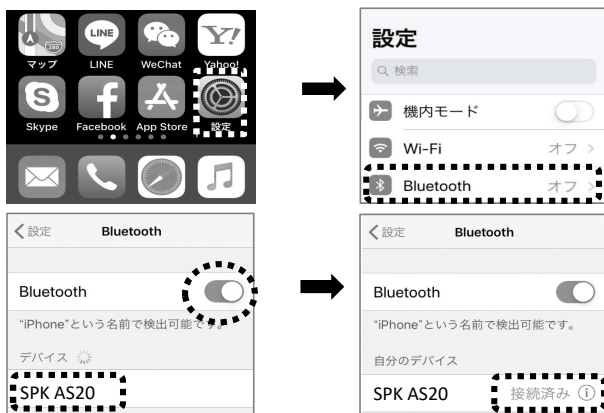 マップ
LINE
LINE
WeChat
Y!
Yahoo!
S
Skype
f
Facebook
App Store
設定
設定
検索
機内モード
Wi-Fi オフ
Bluetooth オフ
設定 Bluetooth
Bluetooth
“iPhone”という名前で検出可能です。
デバイス
SPK AS20
設定 Bluetooth
Bluetooth
“iPhone”という名前で検出可能です。
自分のデバイス
SPK AS20 接続済み